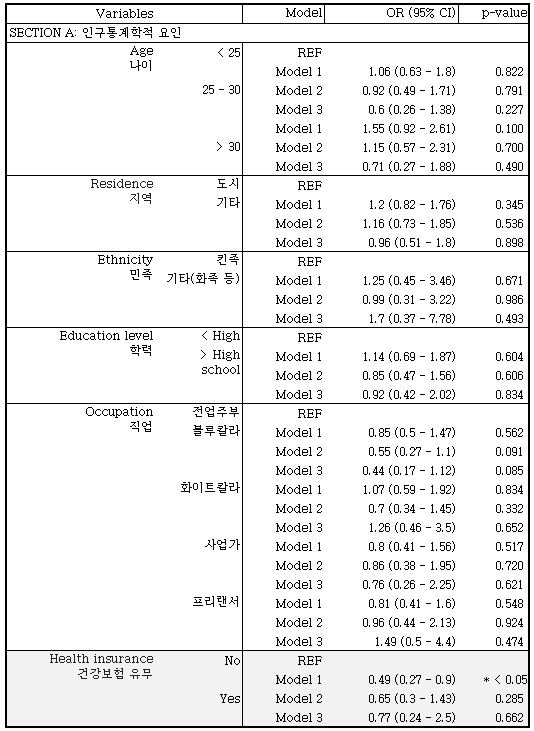 Variables Model OR (95% CI) p-value
SECTION A: 인구통계학적 요인
Age < 25 REF
나이 Model 1 1.06 (0.63 - 1.8) 0.822
25 - 30 Model 2 0.92 (0.49 - 1.71) 0.791
Model 3 0.6 (0.26 - 1.38) 0.227
Model 1 1.55 (0.92 - 2.61) 0.100
> 30 Model 2 1.15 (0.57 - 2.31) 0.700
Model 3 0.71 (0.27 - 1.88) 0.490
Residence 도시 REF
지역 기타 Model 1 1.2 (0.82 - 1.76) 0.345
Model 2 1.16 (0.73 - 1.85) 0.536
Model 3 0.96 (0.51 - 1.8) 0.898
Ethnicity 킨족 REF
민족 기타(화족 등) Model 1 1.25 (0.45 - 3.46) 0.671
Model 2 0.99 (0.31 - 3.22) 0.986
Model 3 1.7 (0.37 - 7.78) 0.493
Education level < High REF
학력 > High Model 1 1.14 (0.69 - 1.87) 0.604
school Model 2 0.85 (0.47 - 1.56) 0.606
Model 3 0.92 (0.42 - 2.02) 0.834
Occupation 전업주부 REF
직업 블루칼라 Model 1 0.85 (0.5 - 1.47) 0.562
Model 2 0.55 (0.27 - 1.1) 0.091
Model 3 0.44 (0.17 - 1.12) 0.085
화이트칼라 Model 1 1.07 (0.59 - 1.92) 0.834
Model 2 0.7 (0.34 - 1.45) 0.332
Model 3 1.26 (0.46 - 3.5) 0.652
사업가 Model 1 0.8 (0.41 - 1.56) 0.517
Model 2 0.86 (0.38 - 1.95) 0.720
Model 3 0.76 (0.26 - 2.25) 0.621
프리랜서 Model 1 0.81 (0.41 - 1.6) 0.548
Model 2 0.96 (0.44 - 2.13) 0.924
Model 3 1.49 (0.5 - 4.4) 0.474
Health insurance No REF
건강보험 유무 Model 1 0.49 (0.27 - 0.9) * < 0.05
Yes Model 2 0.65 (0.3 - 1.43) 0.285
Model 3 0.77 (0.24 - 2.5) 0.662